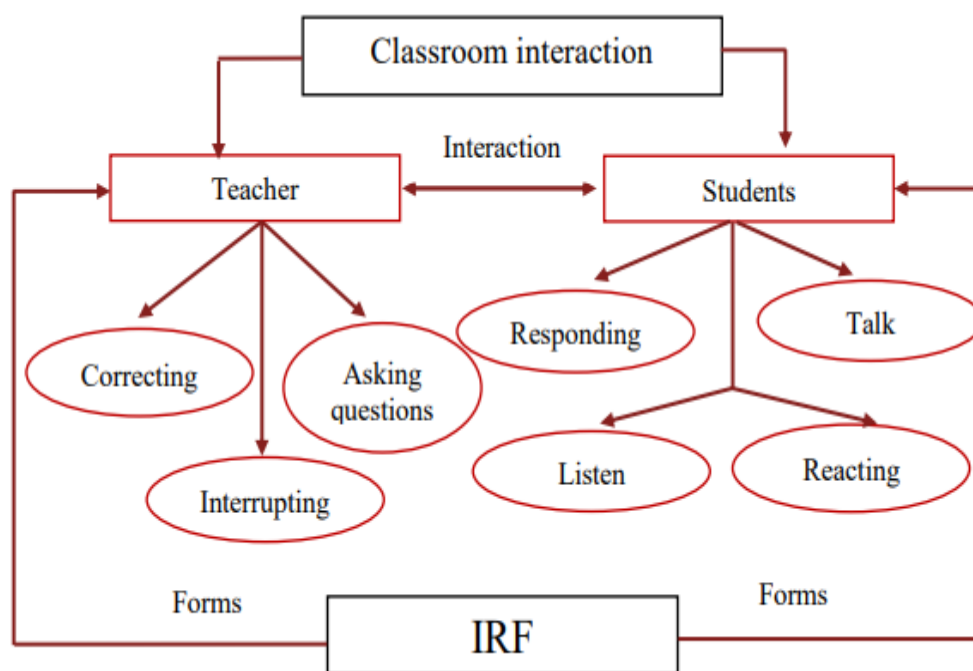 Classroom interaction
Interaction
Teacher
Students
Responding
Talk
Correcting
Asking
questions
Listen
Reacting
Interrupting
Forms
Forms
IRF